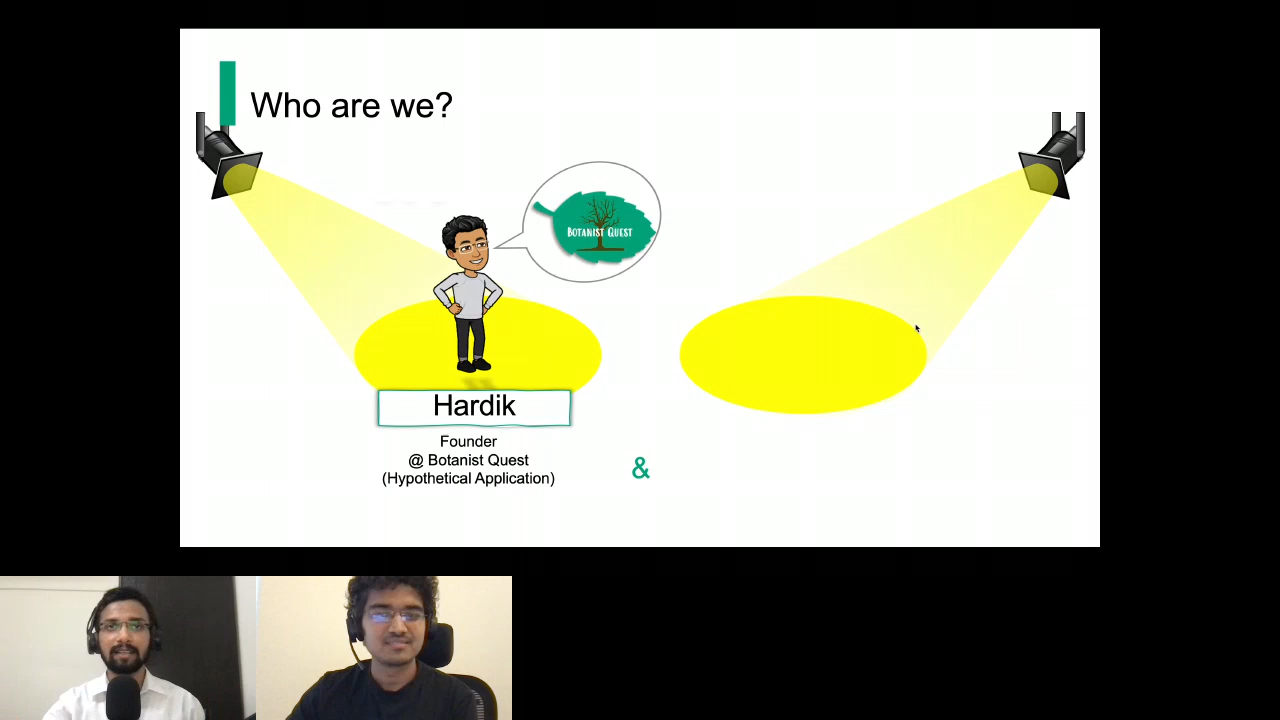 Who are we?
BOTANIST QUEST
Hardik
Founder
@ Botanist Quest
(Hypothetical Application)
&